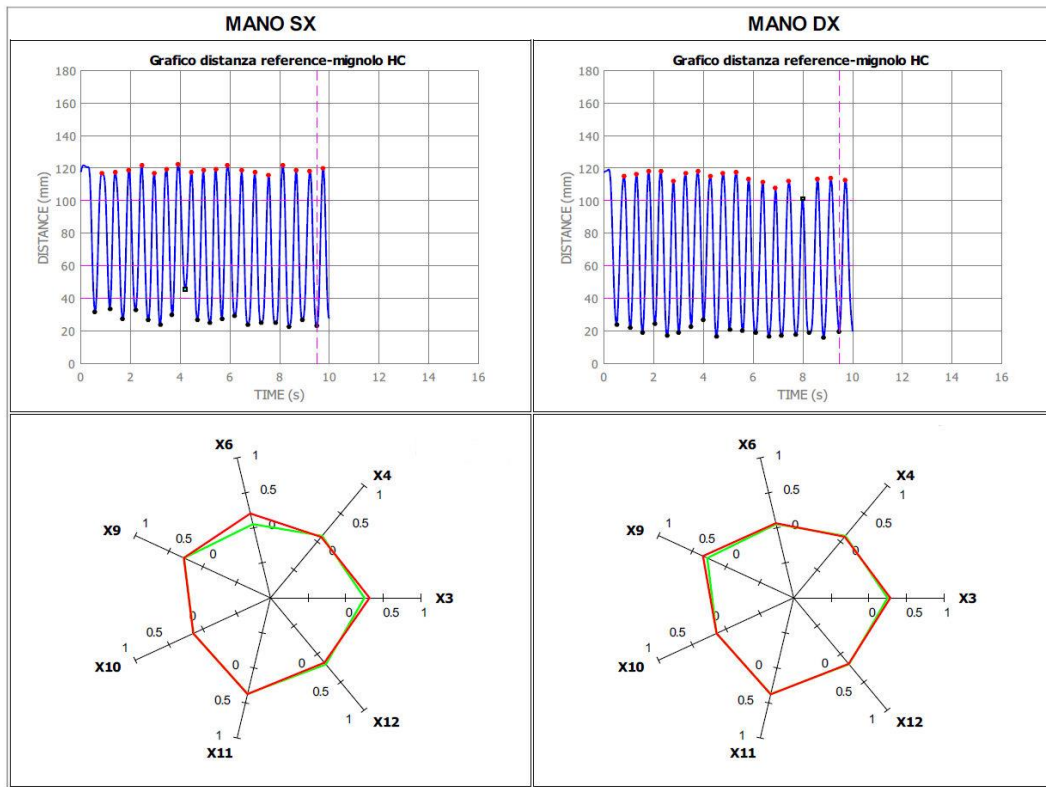 MANO SX
MANO DX
Grafico distanza reference-mignolo HC
180
160
140
120
100
80
60
40
20
0
DISTANCE (mm)
0 2 4 6 8 10 12 14 16
TIME (s)
Grafico distanza reference-mignolo HC
180
160
140
120
100
80
60
40
20
0
DISTANCE (mm)
0 2 4 6 8 10 12 14 16
TIME (s)
X6
1
0.5
0
X4
1
0.5
0
X9
1
0.5
0
X3
0 0.5 1
X10
1
0.5
0
X11
1
0.5
0
X12
1
0.5
0
X6
1
0.5
0
X4
1
0.5
0
X9
1
0.5
0
X3
0 0.5 1
X10
1
0.5
0
X11
1
0.5
0
X12
1
0.5
0